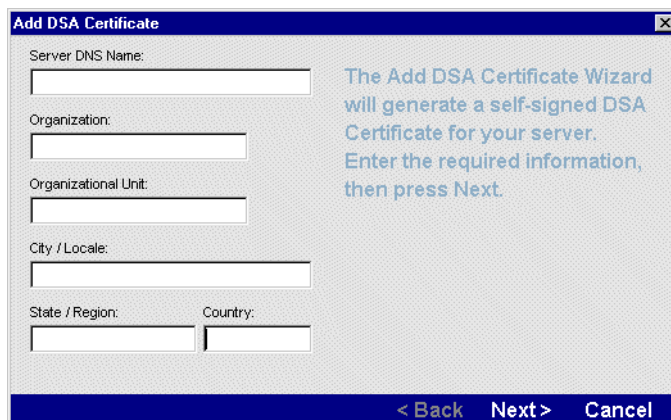 Add DSA Certificate
Server DNS Name:
The Add DSA Certificate Wizard
will generate a self-signed DSA
Certificate for your server.
Enter the required information,
then press Next.
Organization:
Organizational Unit:
City / Locale:
State / Region: Country:
< Back Next > Cancel